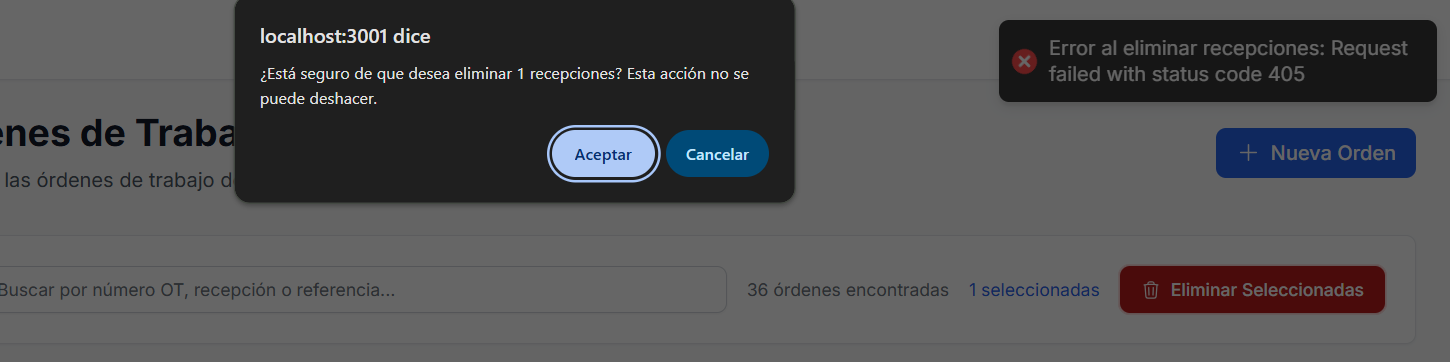 localhost:3001 dice
¿Está seguro de que desea eliminar 1 recepciones? Esta acción no se
puede deshacer.
Aceptar
Cancelar
Error al eliminar recepciones: Request
failed with status code 405
enes de Traba
las órdenes de trabajo d
+ Nueva Orden
Buscar por número OT, recepción o referencia...
36 órdenes encontradas
1 seleccionadas
Eliminar Seleccionadas